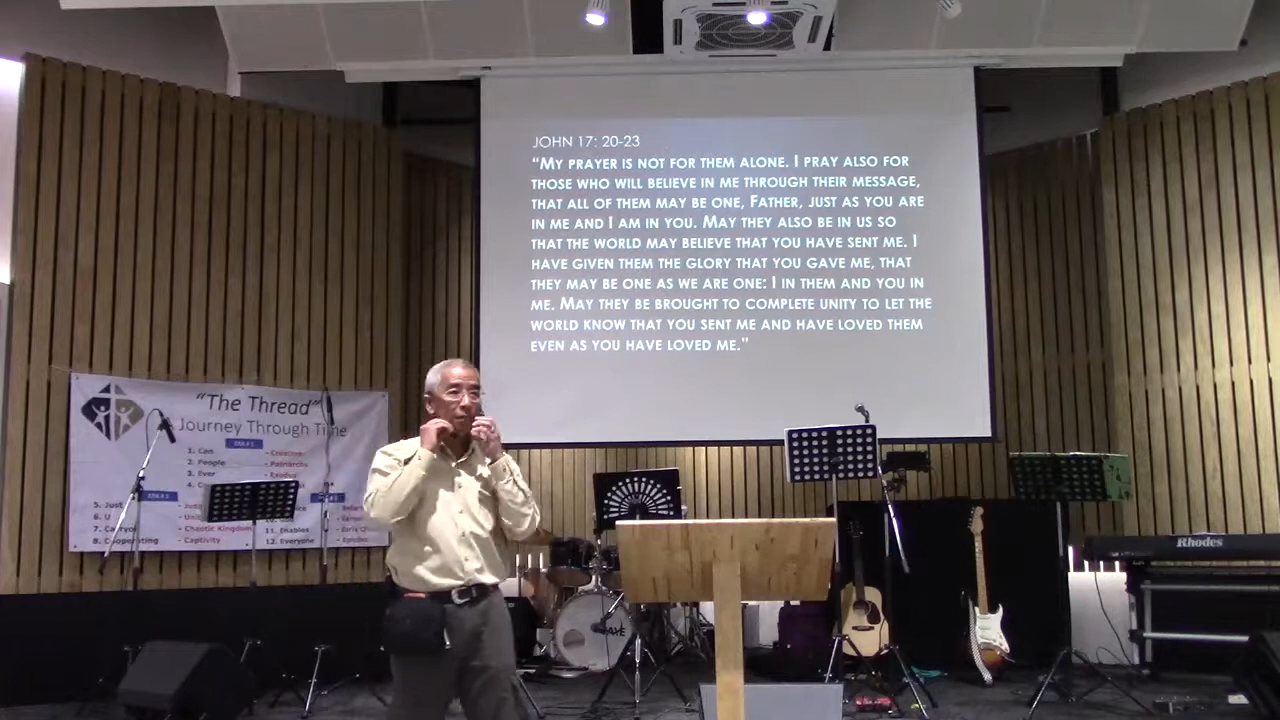 JOHN 17: 20-23
“MY PRAYER IS NOT FOR THEM ALONE. I PRAY ALSO FOR
THOSE WHO WILL BELIEVE IN ME THROUGH THEIR MESSAGE,
THAT ALL OF THEM MAY BE ONE, FATHER, JUST AS YOU ARE
IN ME AND I AM IN YOU. MAY THEY ALSO BE IN US SO
THAT THE WORLD MAY BELIEVE THAT YOU HAVE SENT ME. I
HAVE GIVEN THEM THE GLORY THAT YOU GAVE ME, THAT
THEY MAY BE ONE AS WE ARE ONE: I IN THEM AND YOU IN
ME. MAY THEY BE BROUGHT TO COMPLETE UNITY TO LET THE
WORLD KNOW THAT YOU SENT ME AND HAVE LOVED THEM
EVEN AS YOU HAVE LOVED ME.”
“The Thread”
Journey Through Time
1. Can - Creation
2. People - Patriarchs
3. Ever - Exodus
5. Just
6. U
7. Carryol - Chaotic Kingdom
8. Cooperating - Captivity
11. Enables
12. Everyone - Epistles
Rhodes